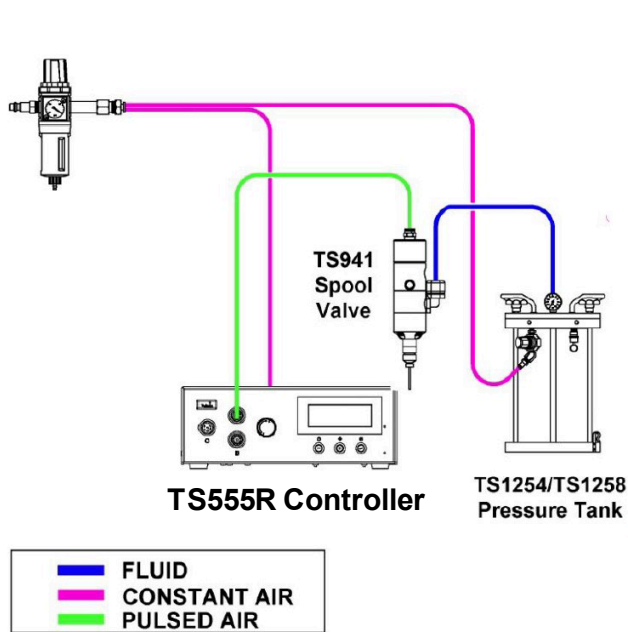 TS941
Spool
Valve
TS555R Controller
TS1254/TS1258
Pressure Tank
FLUID
CONSTANT AIR
PULSED AIR